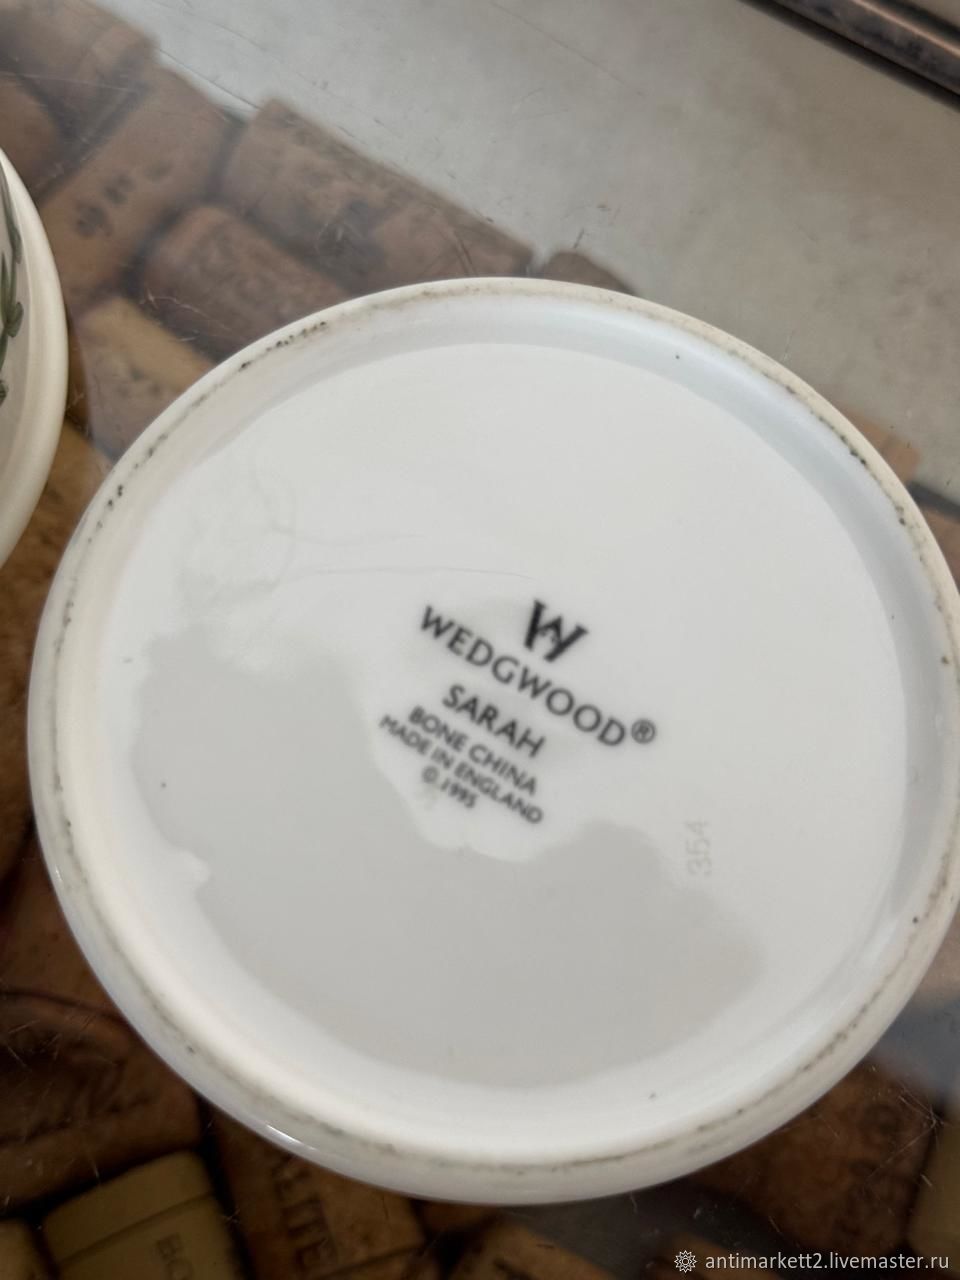 W
WEDGWOOD®
SARAH
BONE CHINA
MADE IN ENGLAND
© 1995
354
antimarkett2.livemaster.ru